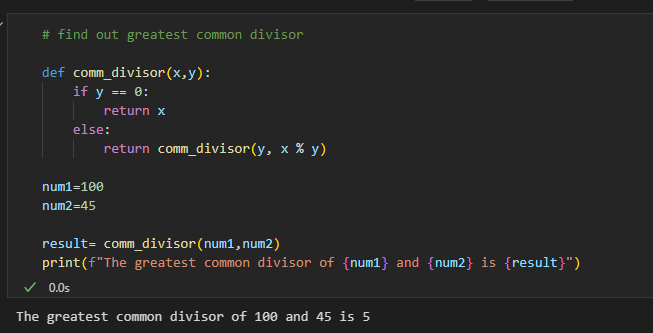 # find out greatest common divisor
def comm_divisor(x,y):
if y == 0:
return x
else:
return comm_divisor(y, x % y)
num1=100
num2=45
result= comm_divisor(num1,num2)
print(f"The greatest common divisor of {num1} and {num2} is {result}")
0.0s
The greatest common divisor of 100 and 45 is 5